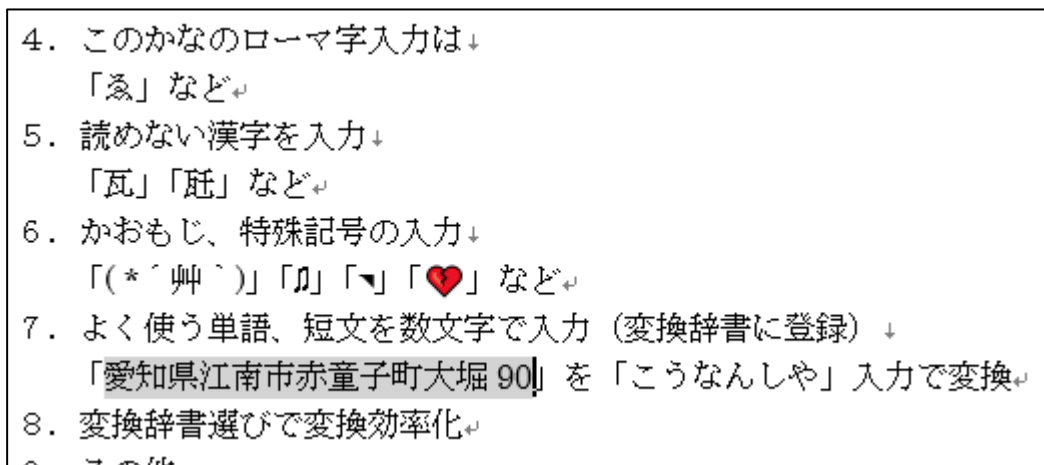 4．このかなのローマ字入力は↓
「ゑ」など↵
5．読めない漢字を入力↓
「瓦」「瓩」など↵
6．かおもじ、特殊記号の入力↓
「(*´艸｀)」「♫」「◥」「💔」など↵
7．よく使う単語、短文を数文字で入力（変換辞書に登録）↓
「愛知県江南市赤童子町大堀 90」を「こうなんしや」入力で変換↵
8．変換辞書選びで変換効率化↵